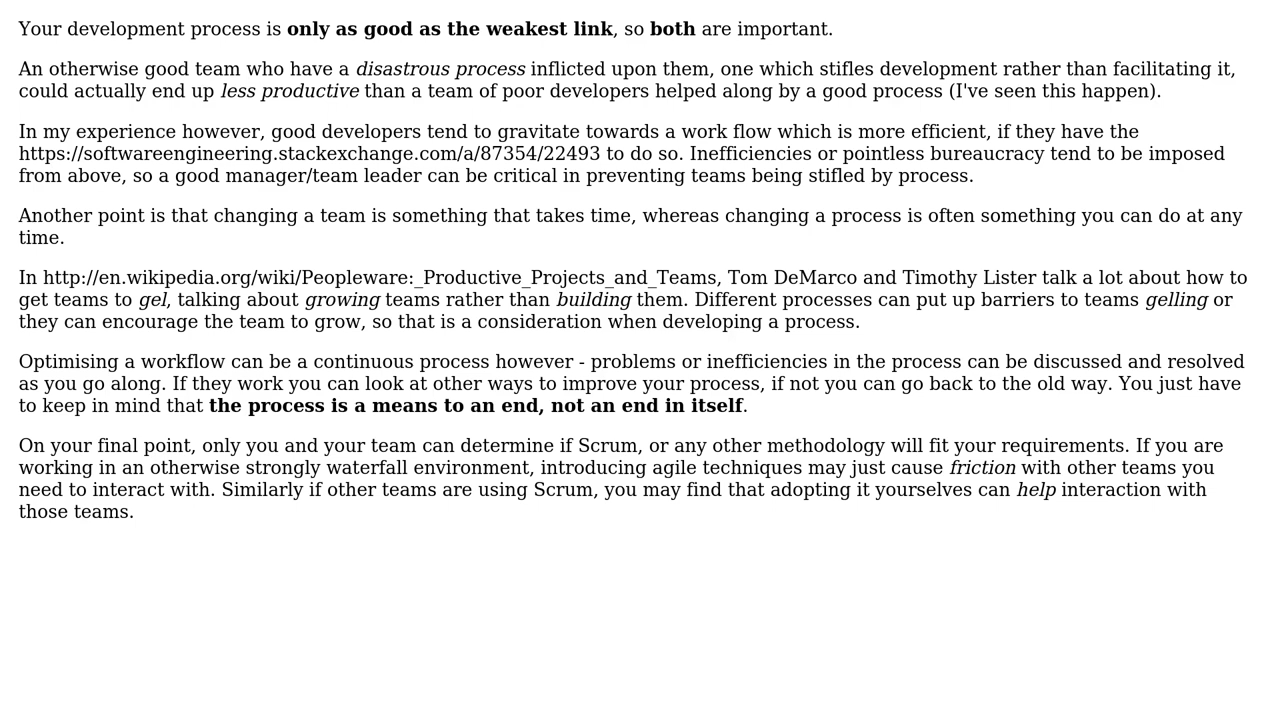 Your development process is only as good as the weakest link, so both are important.
An otherwise good team who have a disastrous process inflicted upon them, one which stifles development rather than facilitating it,
could actually end up less productive than a team of poor developers helped along by a good process (I've seen this happen).
In my experience however, good developers tend to gravitate towards a work flow which is more efficient, if they have the
https://softwareengineering.stackexchange.com/a/87354/22493 to do so. Inefficiencies or pointless bureaucracy tend to be imposed
from above, so a good manager/team leader can be critical in preventing teams being stifled by process.
Another point is that changing a team is something that takes time, whereas changing a process is often something you can do at any
time.
In http://en.wikipedia.org/wiki/Peopleware:_Productive_Projects_and_Teams, Tom DeMarco and Timothy Lister talk a lot about how to
get teams to gel, talking about growing teams rather than building them. Different processes can put up barriers to teams gelling or
they can encourage the team to grow, so that is a consideration when developing a process.
Optimising a workflow can be a continuous process however - problems or inefficiencies in the process can be discussed and resolved
as you go along. If they work you can look at other ways to improve your process, if not you can go back to the old way. You just have
to keep in mind that the process is a means to an end, not an end in itself.
On your final point, only you and your team can determine if Scrum, or any other methodology will fit your requirements. If you are
working in an otherwise strongly waterfall environment, introducing agile techniques may just cause friction with other teams you
need to interact with. Similarly if other teams are using Scrum, you may find that adopting it yourselves can help interaction with
those teams.